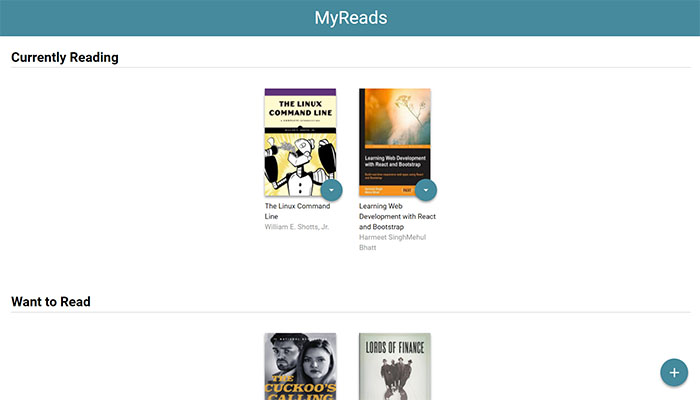 MyReads
Currently Reading
THE LINUX
COMMAND LINE
Learning Web Development
with React and Bootstrap
The Linux Command
Line
William E. Shotts, Jr.
Learning Web
Development with React
and Bootstrap
Harmeet SinghMehul
Bhatt
Want to Read
THE
CUCKOO'S
CALLING
LORDS OF FINANCE
+